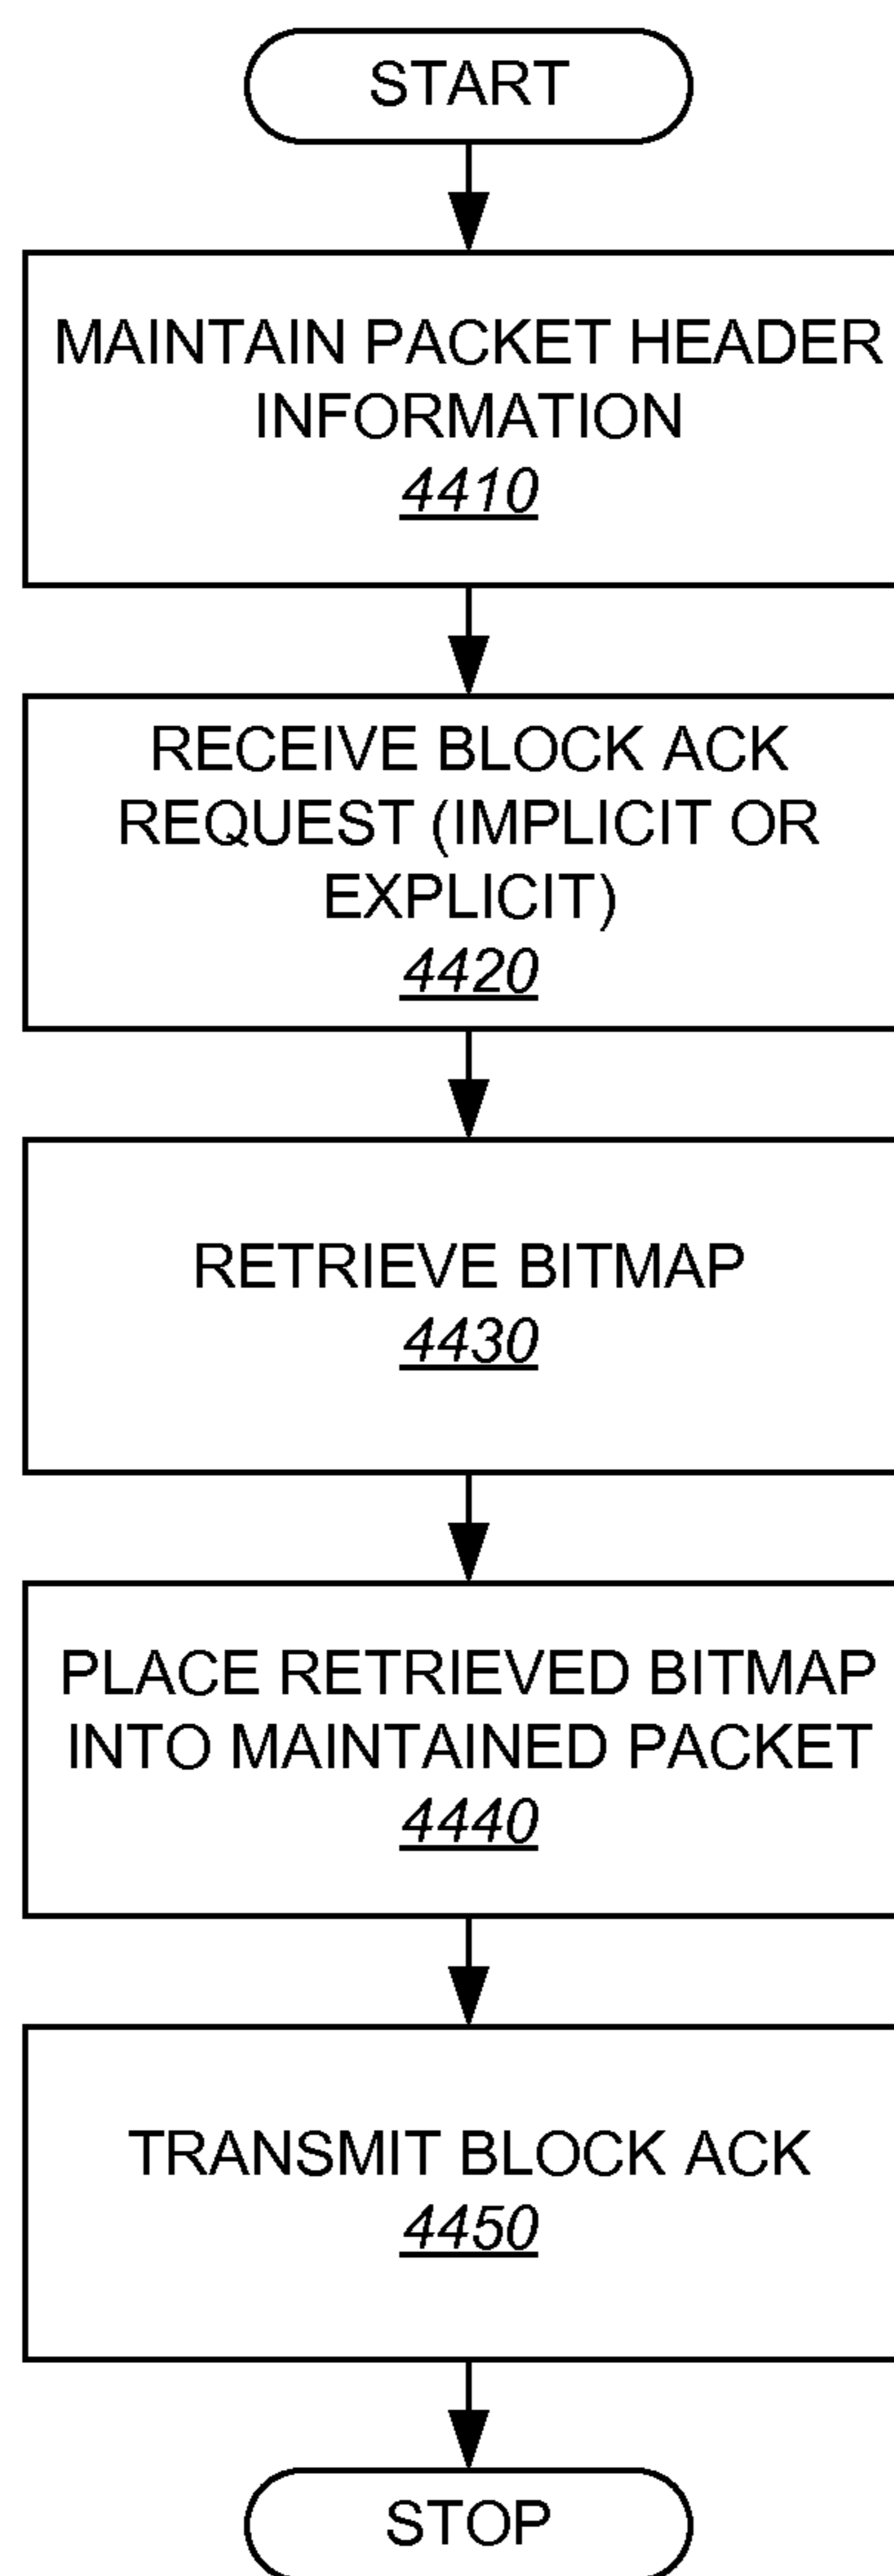 START
MAINTAIN PACKET HEADER
INFORMATION
4410
RECEIVE BLOCK ACK
REQUEST (IMPLICIT OR
EXPLICIT)
4420
RETRIEVE BITMAP
4430
PLACE RETRIEVED BITMAP
INTO MAINTAINED PACKET
4440
TRANSMIT BLOCK ACK
4450
STOP